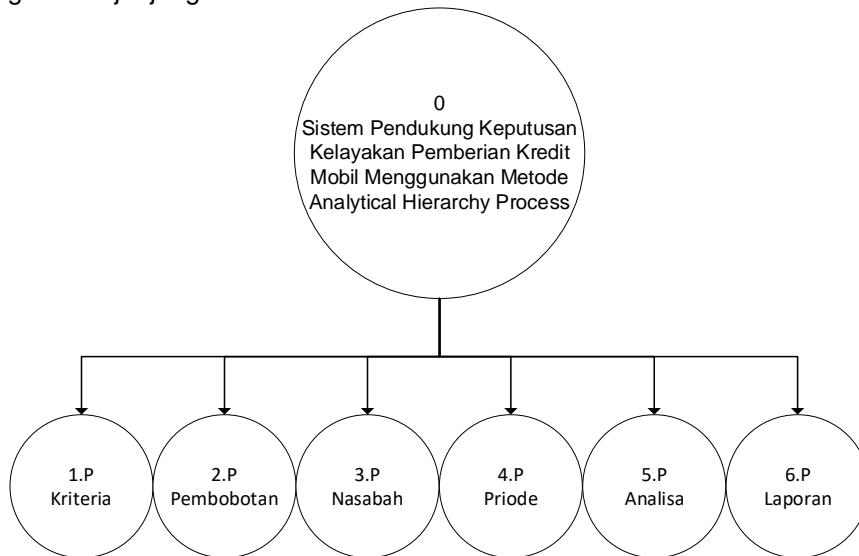 0
Sistem Pendukung Keputusan
Kelayakan Pemberian Kredit
Mobil Menggunakan Metode
Analytical Hierarchy Process
1.P
Kriteria
2.P
Pembobotan
3.P
Nasabah
4.P
Priode
5.P
Analisa
6.P
Laporan